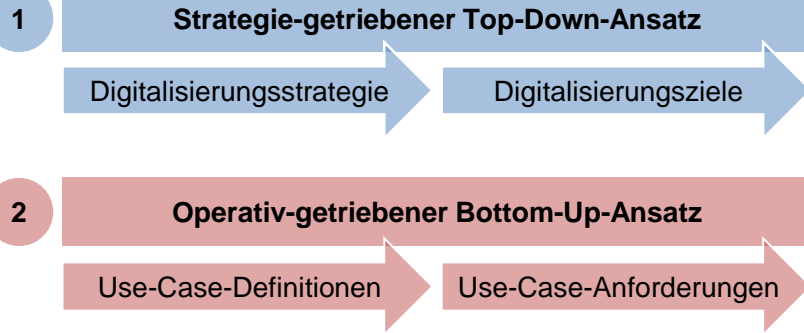 1
Strategie-getriebener Top-Down-Ansatz
Digitalisierungsstrategie
Digitalisierungsziele
2
Operativ-getriebener Bottom-Up-Ansatz
Use-Case-Definitionen
Use-Case-Anforderungen